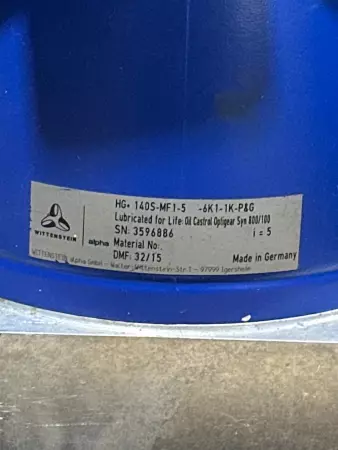 HG+ 140S-MF1-5 -6K1-1K-P&G
Lubricated for Life: Oil Castrol Optigear Syn 800/100
SN: 3596886 i = 5
WITTENSTEIN alpha Material No:
DMF 32/15 Made in Germany
WITTENSTEIN alpha GmbH - Walter-Wittenstein-Str.1 - 97999 Igersheim